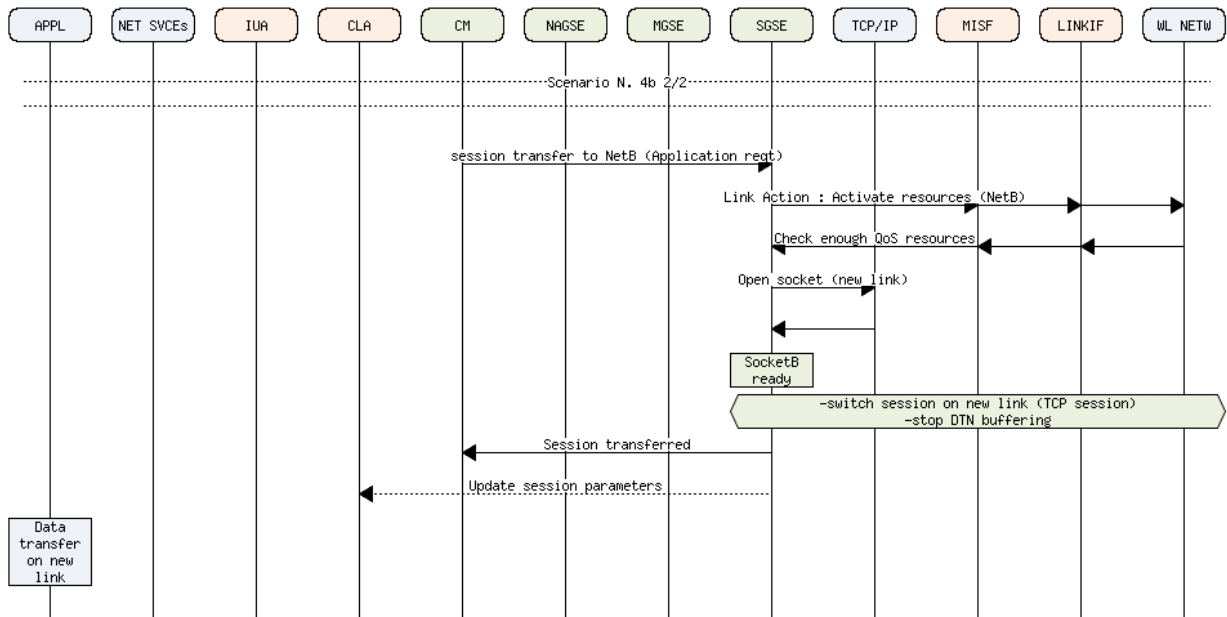 APPL NET SVCEs IUA CLA CM NAGSE MGSE SGSE TCP/IP MISF LINKIF WL NETW
Scenario N. 4b 2/2
session transfer to NetB (Application reqt)
Link Action : Activate resources (NetB)
Check enough QoS resources
Open socket (new link)
SocketB
ready
-switch session on new link (TCP session)
-stop DTN buffering
Session transferred
Update session parameters
Data
transfer
on new
link